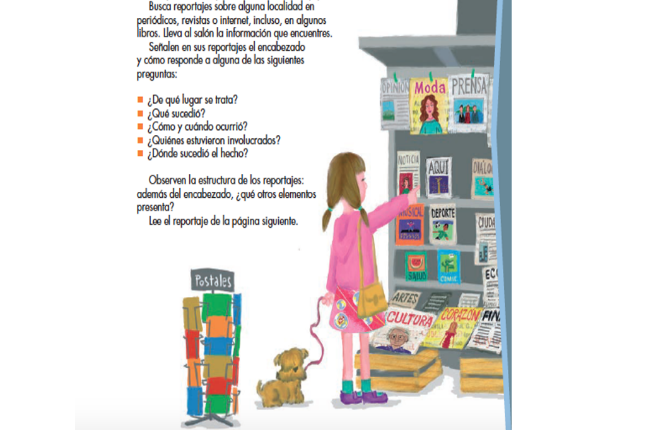 Busca reportajes sobre alguna localidad en
periódicos, revistas o internet, incluso, en algunos
libros. Lleva al salón la información que encuentres.
Señalen en sus reportajes el encabezado
y cómo responde a alguna de las siguientes
preguntas:
¿De qué lugar se trata?
¿Qué sucedió?
¿Cómo y cuándo ocurrió?
¿Quiénes estuvieron involucrados?
¿Dónde sucedió el hecho?
Observen la estructura de los reportajes:
además del encabezado, ¿qué otros elementos
presenta?
Lee el reportaje de la página siguiente.
Postales
OPINIÓN
Moda
PRENSA
NOTICIA
AQUÍ
MUSICAL
DEPORTE
SALUD
COMIC
ARTES
CULTURA
CORAZÓN